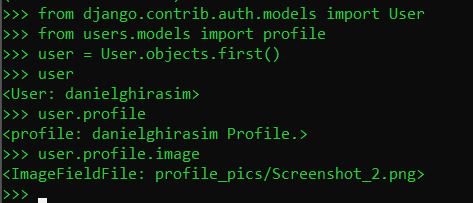 >>> from django.contrib.auth.models import User
>>> from users.models import profile
>>> user = User.objects.first()
>>> user
<User: danielghirasim>
>>> user.profile
<profile: danielghirasim Profile.>
>>> user.profile.image
<ImageFieldFile: profile_pics/Screenshot_2.png>
>>>